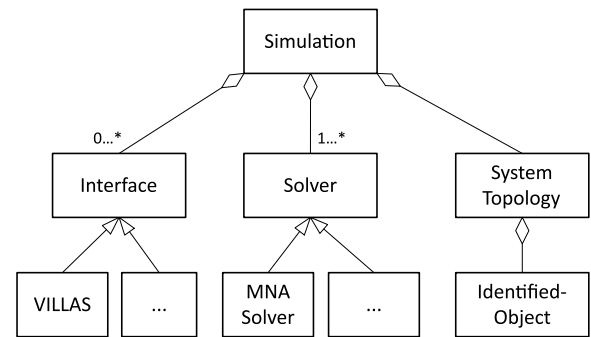 Simulation
0...*
1...*
Interface
Solver
System
Topology
VILLAS
...
MNA
Solver
...
Identified-
Object